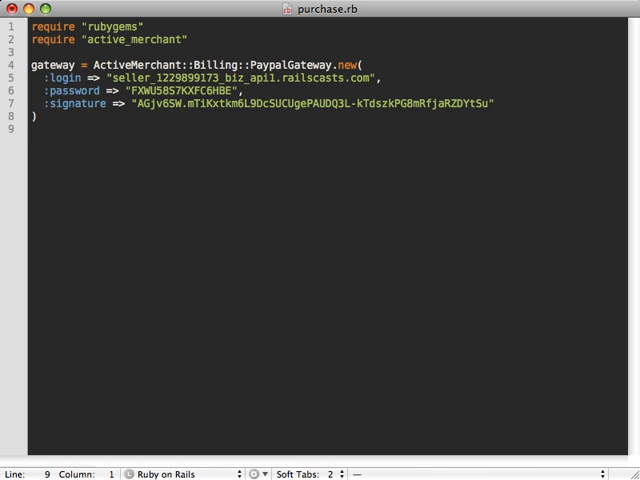 purchase.rb
1 require "rubygems"
2 require "active_merchant"
3
4 gateway = ActiveMerchant::Billing::PaypalGateway.new(
5   :login => "seller_1229899173_biz_api1.railscasts.com",
6   :password => "FXWU58S7KXFC6HBE",
7   :signature => "AGjv6SW.mTiKxtkm6L9DcSUCUgePAUDQ3L-kTdszkPG8mRfjaRZDYtSu"
8 )
9
Line: 9 Column: 1 Ruby on Rails Soft Tabs: 2 —